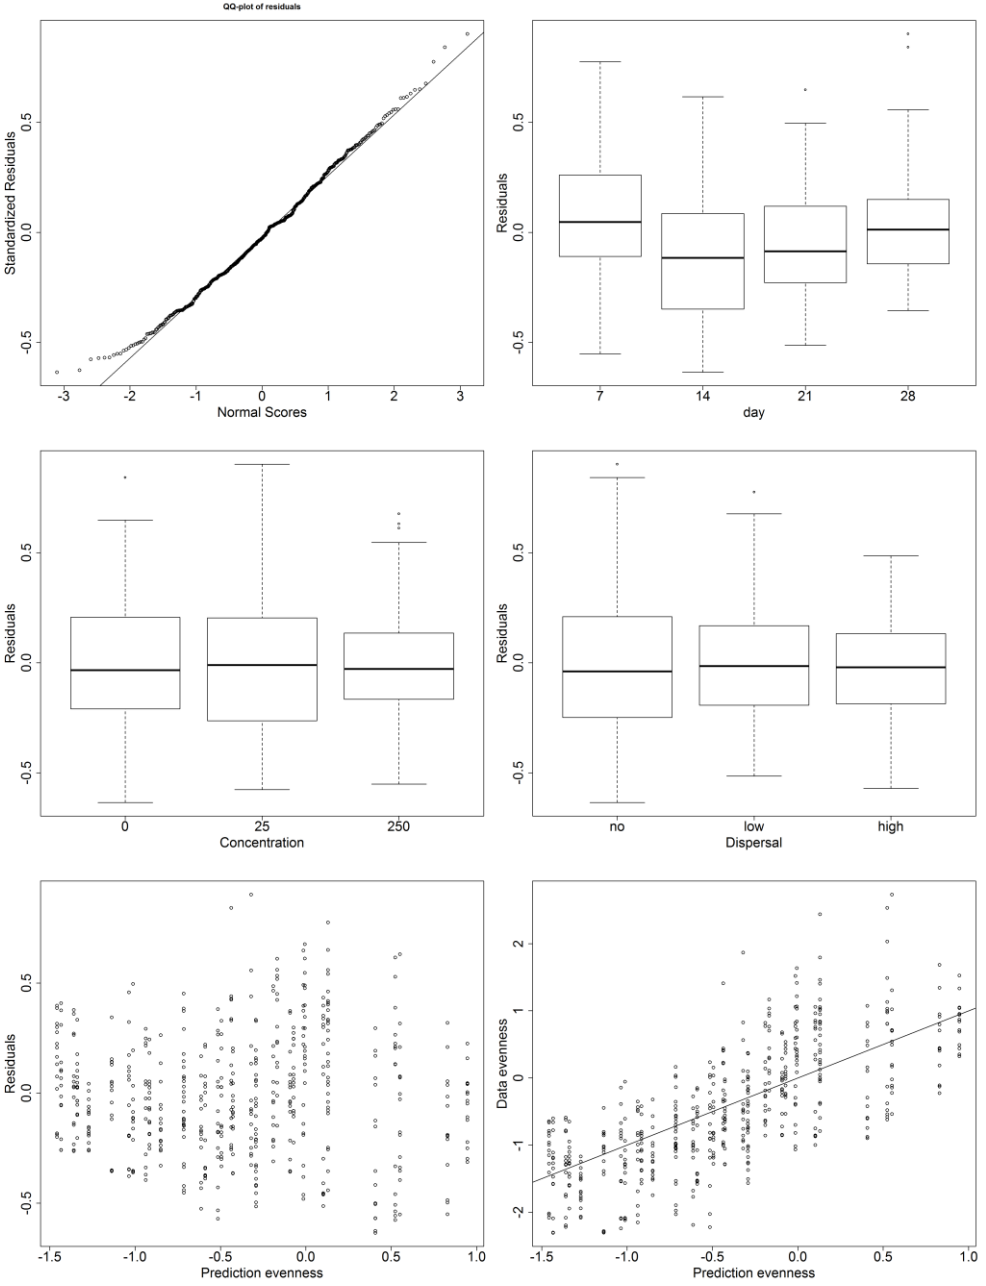 QQ-plot of residuals
Standardized Residuals
0.5
0.0
-0.5
-3 -2 -1 0 1 2 3
Normal Scores
Residuals
0.5
0.0
-0.5
7 14 21 28
day
Residuals
0.5
0.0
-0.5
0 25 250
Concentration
Residuals
0.5
0.0
-0.5
no low high
Dispersal
Residuals
0.5
0.0
-0.5
-1.5 -1.0 -0.5 0.0 0.5 1.0
Prediction evenness
Data evenness
2
1
0
-1
-2
-1.5 -1.0 -0.5 0.0 0.5 1.0
Prediction evenness